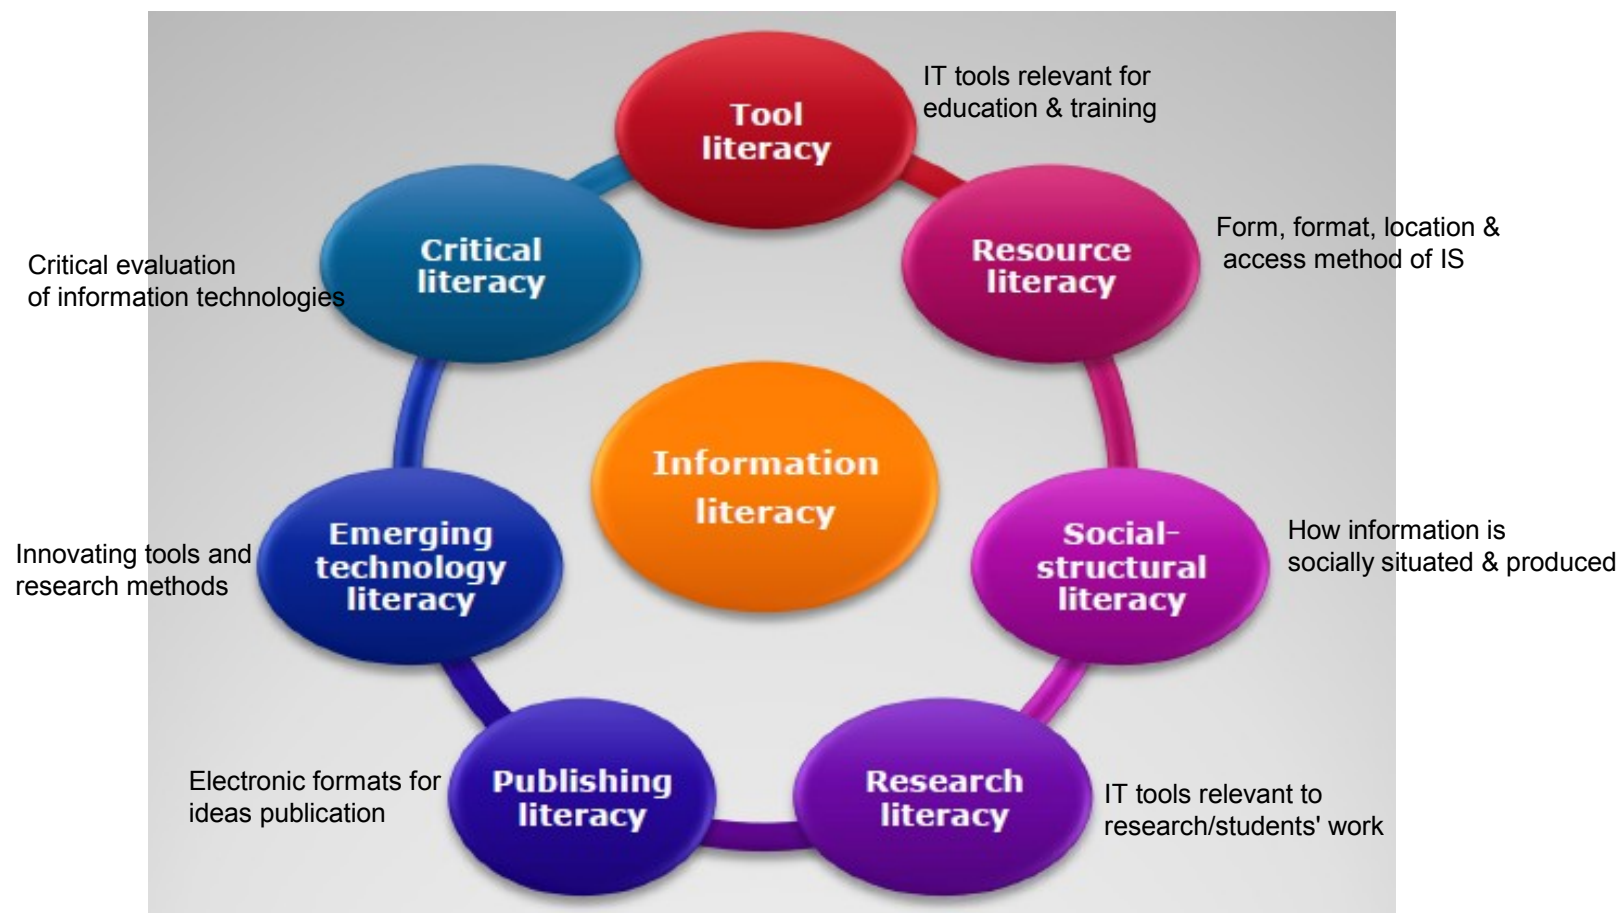 Tool
literacy
IT tools relevant for
education & training
Resource
literacy
Form, format, location &
access method of IS
Social-
structural
literacy
How information is
socially situated & produced
Research
literacy
IT tools relevant to
research/students' work
Publishing
literacy
Electronic formats for
ideas publication
Emerging
technology
literacy
Innovating tools and
research methods
Critical
literacy
Critical evaluation
of information technologies
Information
literacy